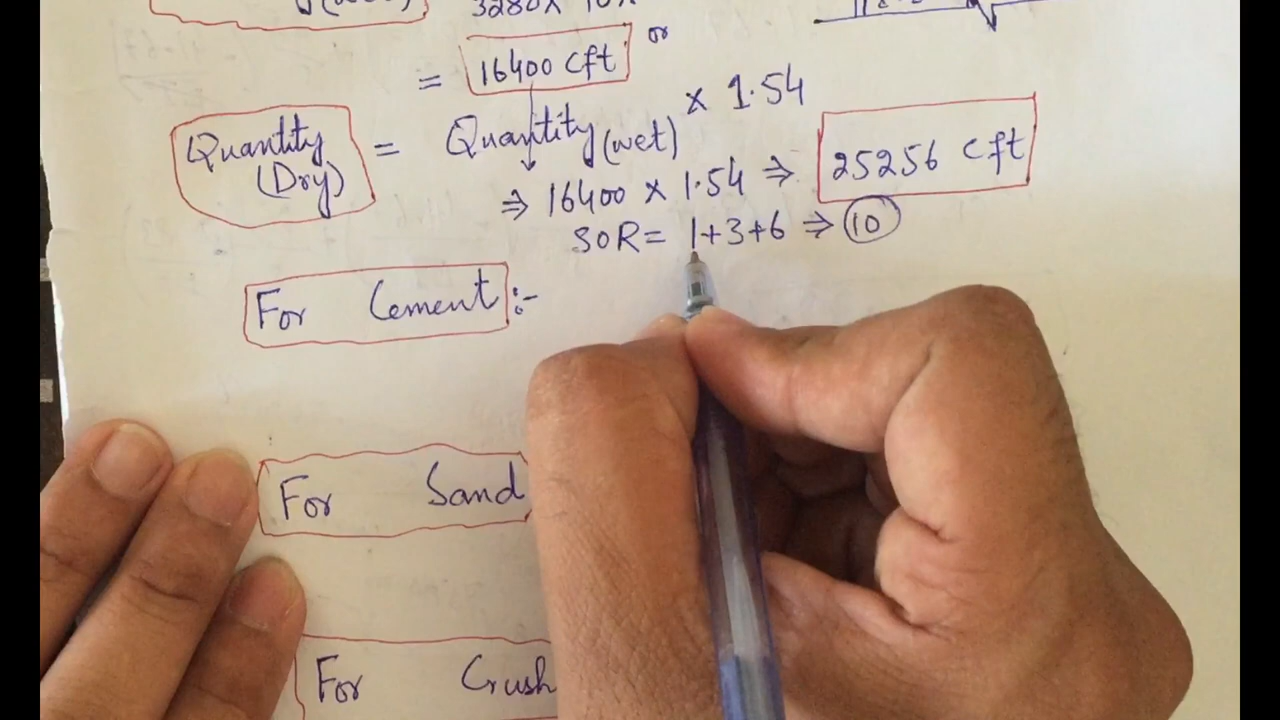 3280 x 10 x
= 16400 Cft or
Quantity (Dry) = Quantity (wet) x 1.54
⇒ 16400 x 1.54 ⇒ 25256 Cft
SOR = 1+3+6 ⇒ 10
For Cement :-
For Sand
For Crush